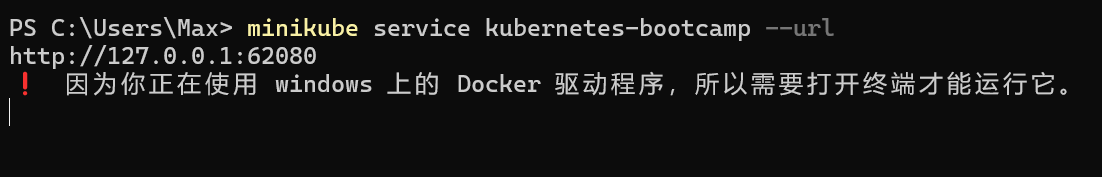 PS C:\Users\Max> minikube service kubernetes-bootcamp --url
http://127.0.0.1:62080
❗  因为你正在使用 windows 上的 Docker 驱动程序，所以需要打开终端才能运行它。